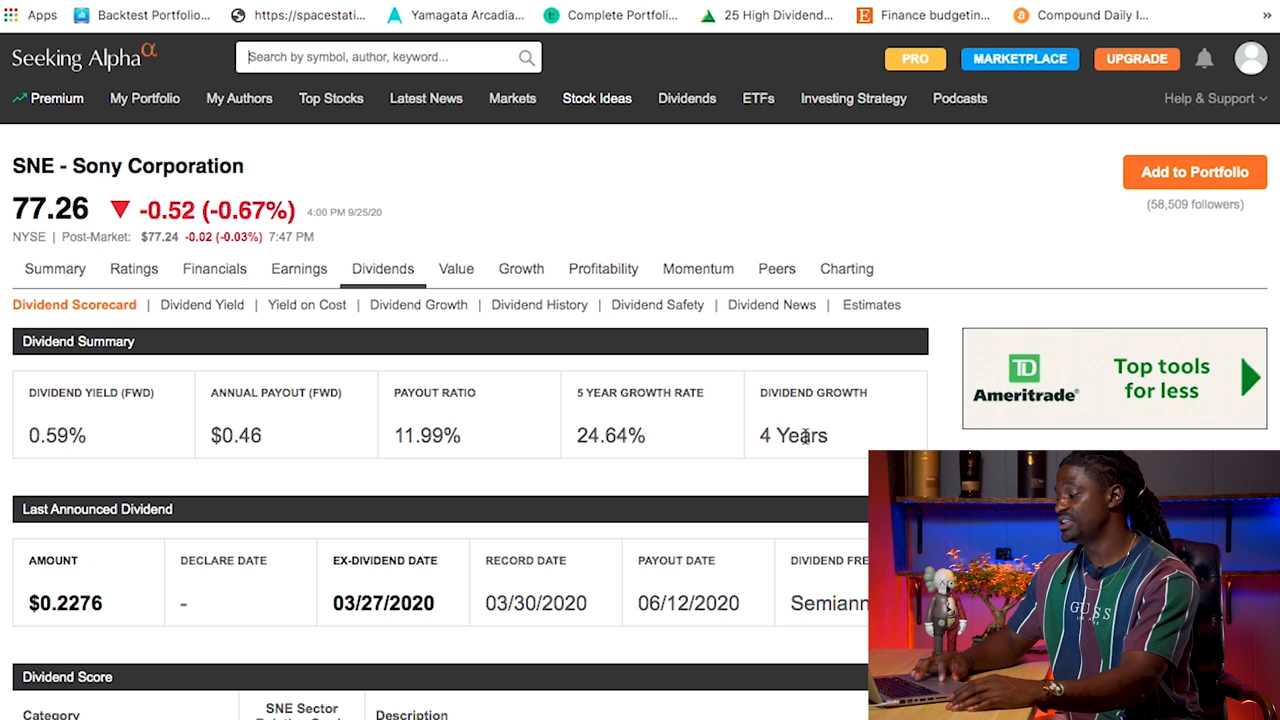 Apps Backtest Portfolio... https://spacestati... Yamagata Arcadia... Complete Portfoli... 25 High Dividend... Finance budgetin... Compound Daily I... »
Seeking Alpha α Search by symbol, author, keyword... PRO MARKETPLACE UPGRADE
Premium My Portfolio My Authors Top Stocks Latest News Markets Stock Ideas Dividends ETFs Investing Strategy Podcasts Help & Support
SNE - Sony Corporation
Add to Portfolio
77.26 -0.52 (-0.67%) 4:00 PM 9/25/20
(58,509 followers)
NYSE | Post-Market: $77.24 -0.02 (-0.03%) 7:47 PM
Summary Ratings Financials Earnings Dividends Value Growth Profitability Momentum Peers Charting
Dividend Scorecard | Dividend Yield | Yield on Cost | Dividend Growth | Dividend History | Dividend Safety | Dividend News | Estimates
Dividend Summary
DIVIDEND YIELD (FWD) ANNUAL PAYOUT (FWD) PAYOUT RATIO 5 YEAR GROWTH RATE DIVIDEND GROWTH
0.59% $0.46 11.99% 24.64% 4 Years
TD Ameritrade®
Top tools
for less
Last Announced Dividend
AMOUNT DECLARE DATE EX-DIVIDEND DATE RECORD DATE PAYOUT DATE DIVIDEND FRE
$0.2276 - 03/27/2020 03/30/2020 06/12/2020 Semiann
Dividend Score
Category SNE Sector Description
GUSS